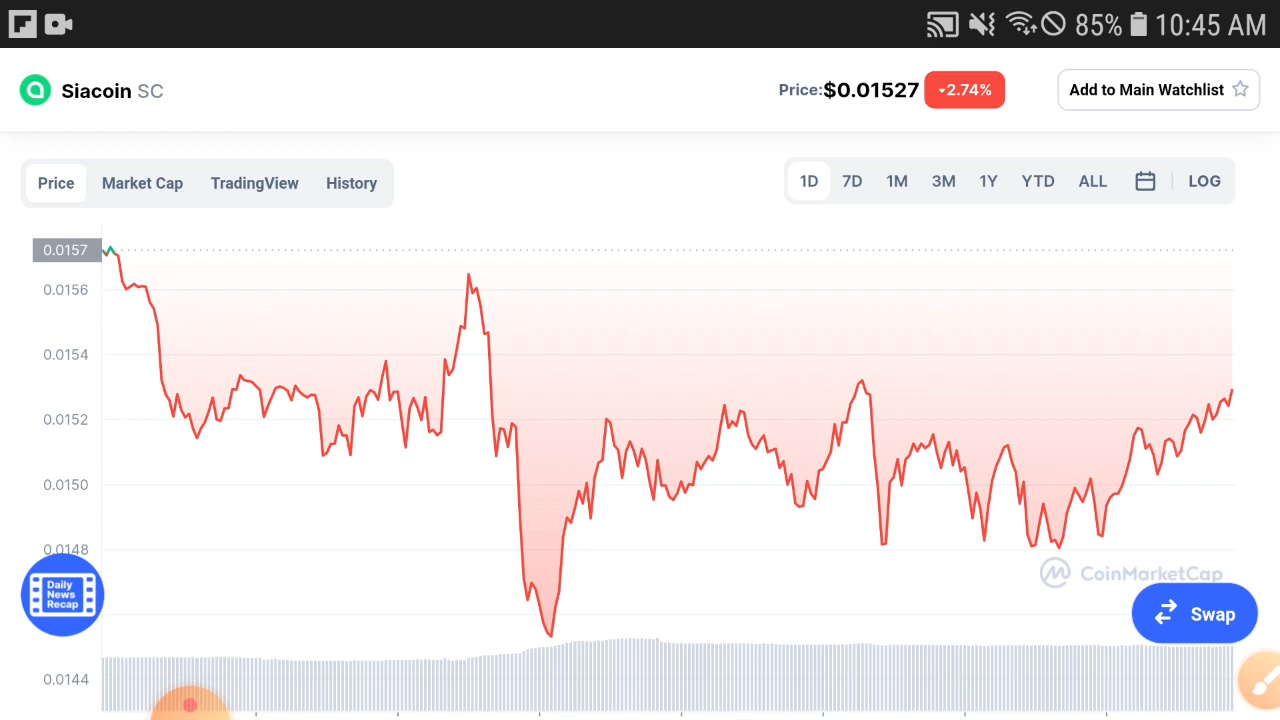 85% 10:45 AM
Siacoin SC
Price: $0.01527 2.74%
Add to Main Watchlist
Price Market Cap TradingView History
1D 7D 1M 3M 1Y YTD ALL LOG
0.0157
0.0156
0.0154
0.0152
0.0150
0.0148
CoinMarketCap
Daily
News
Recap
Swap
0.0144